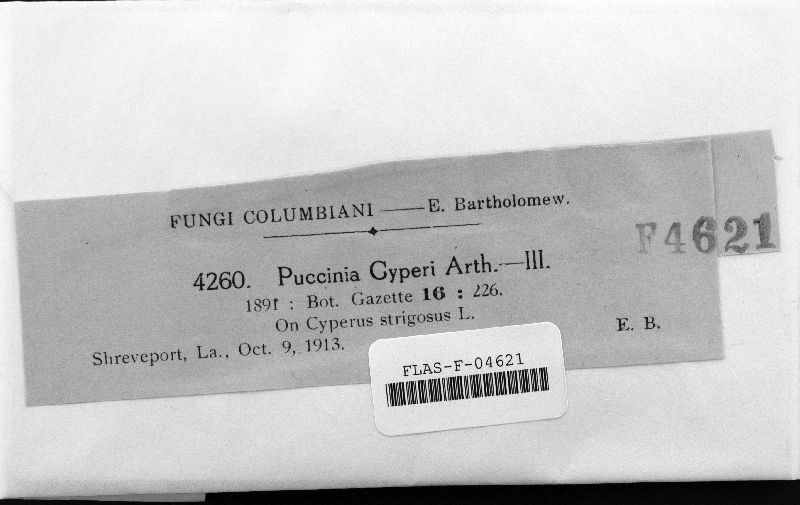 FUNGI COLUMBIANI —— E. Bartholomew.
F4621
4260. Puccinia Cyperi Arth.—III.
1891 : Bot. Gazette 16 : 226.
On Cyperus strigosus L.
Shreveport, La., Oct. 9, 1913.
E. B.
FLAS-F-04621